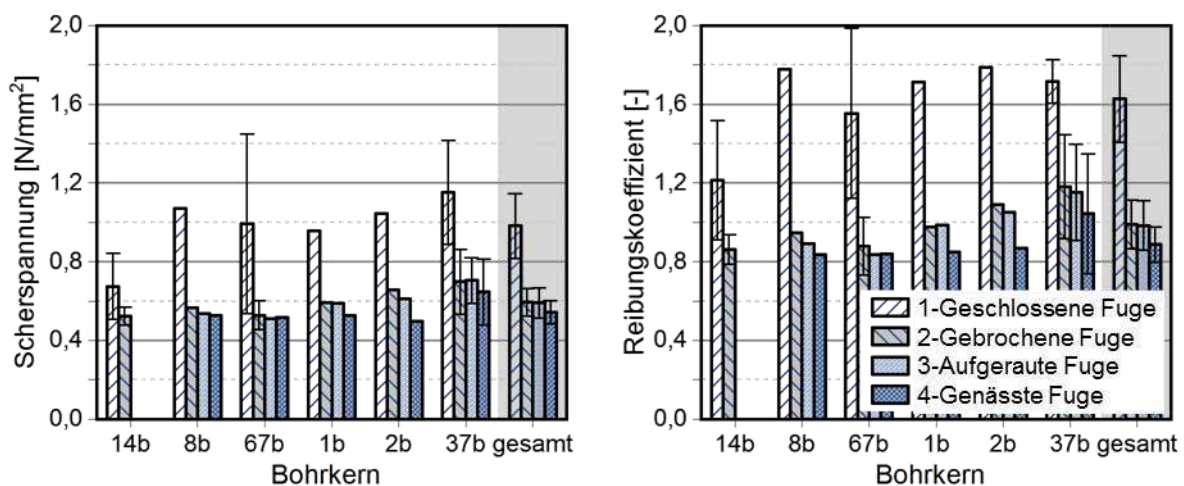 Scherspannung [N/mm²]
2,0
1,6
1,2
0,8
0,4
0,0
14b 8b 67b 1b 2b 37b gesamt
Bohrkern
Reibungskoeffizient [-]
2,0
1,6
1,2
0,8
0,4
0,0
1-Geschlossene Fuge
2-Gebrochene Fuge
3-Aufgeraute Fuge
4-Genässte Fuge
14b 8b 67b 1b 2b 37b gesamt
Bohrkern